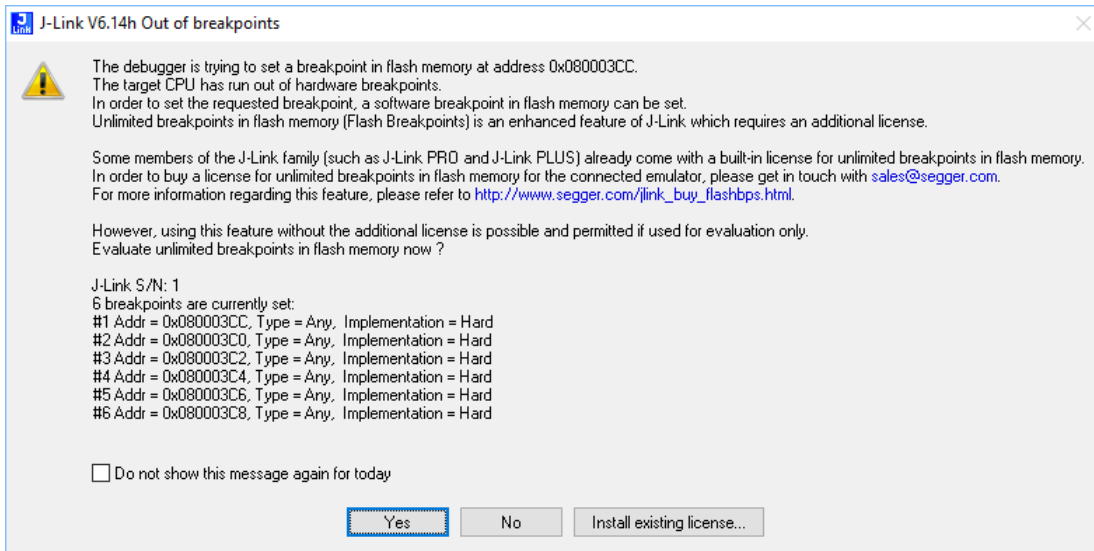 J-Link V6.14h Out of breakpoints
The debugger is trying to set a breakpoint in flash memory at address 0x080003CC.
The target CPU has run out of hardware breakpoints.
In order to set the requested breakpoint, a software breakpoint in flash memory can be set.
Unlimited breakpoints in flash memory (Flash Breakpoints) is an enhanced feature of J-Link which requires an additional license.
Some members of the J-Link family (such as J-Link PRO and J-Link PLUS) already come with a built-in license for unlimited breakpoints in flash memory.
In order to buy a license for unlimited breakpoints in flash memory for the connected emulator, please get in touch with sales@segger.com.
For more information regarding this feature, please refer to http://www.segger.com/jlink_buy_flashbps.html.
However, using this feature without the additional license is possible and permitted if used for evaluation only.
Evaluate unlimited breakpoints in flash memory now ?
J-Link S/N: 1
6 breakpoints are currently set:
#1 Addr = 0x080003CC, Type = Any, Implementation = Hard
#2 Addr = 0x080003C0, Type = Any, Implementation = Hard
#3 Addr = 0x080003C2, Type = Any, Implementation = Hard
#4 Addr = 0x080003C4, Type = Any, Implementation = Hard
#5 Addr = 0x080003C6, Type = Any, Implementation = Hard
#6 Addr = 0x080003C8, Type = Any, Implementation = Hard
Do not show this message again for today
Yes No Install existing license...